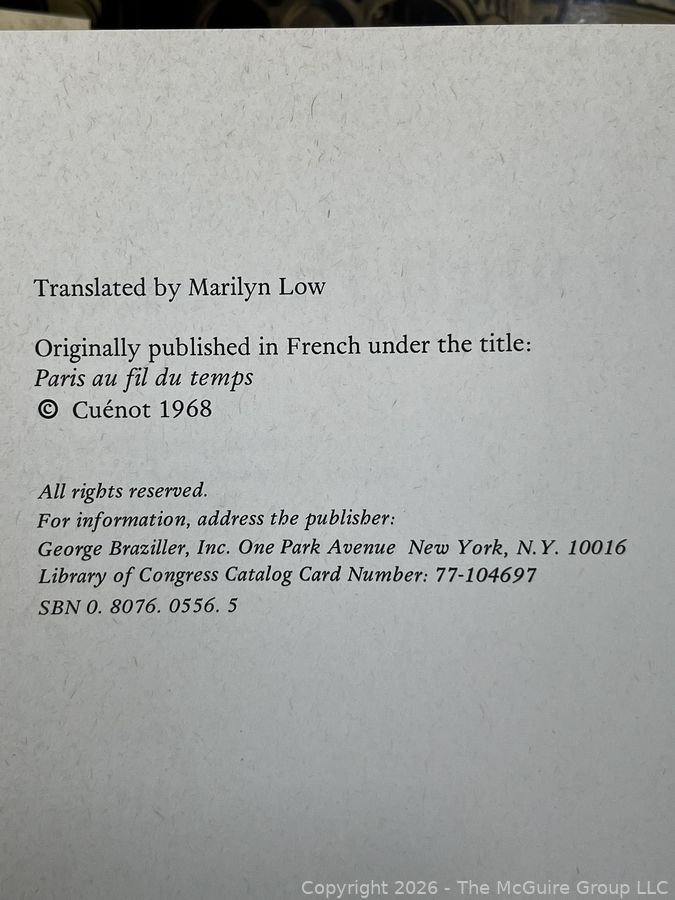 Translated by Marilyn Low
Originally published in French under the title:
Paris au fil du temps
© Cuénot 1968
All rights reserved.
For information, address the publisher:
George Braziller, Inc. One Park Avenue New York, N.Y. 10016
Library of Congress Catalog Card Number: 77-104697
SBN 0. 8076. 0556. 5
Copyright 2026 - The McGuire Group LLC